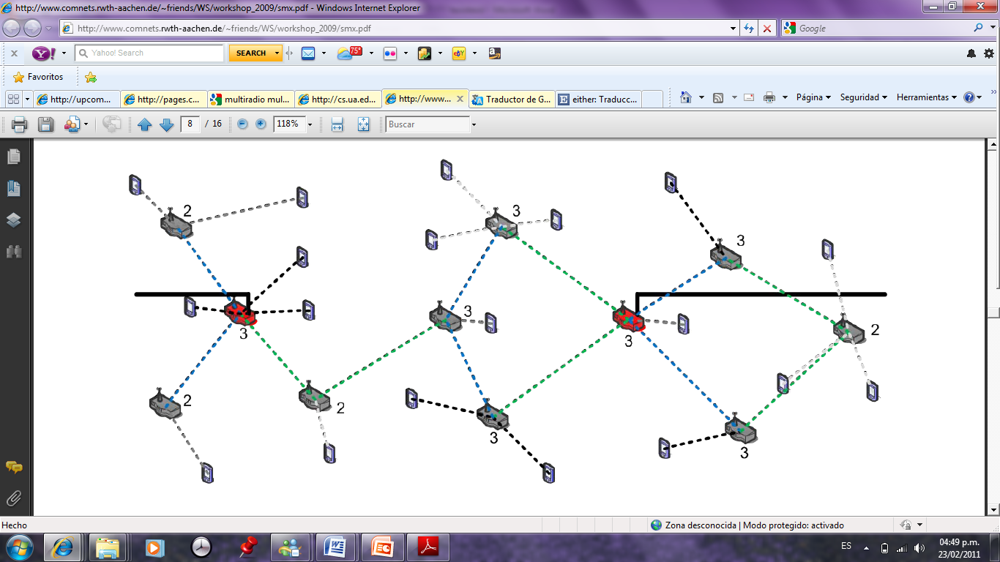 http://www.comnets.rwth-aachen.de/~friends/WS/workshop_2009/smx.pdf - Windows Internet Explorer
http://www.comnets.rwth-aachen.de/~friends/WS/workshop_2009/smx.pdf
Google
x Y! Yahoo! Search SEARCH 75° ebY a
Favoritos
http://upcom... http://pages.c... multiradio mul... http://cs.ua.ed... http://www... x Traductor de G... E either: Traducc... Página Seguridad Herramientas »
8 / 16 118% Buscar
2
3
3
3
3
2
3
2
2
3
3
3
Hecho Zona desconocida | Modo protegido: activado
ES 04:49 p.m.
23/02/2011